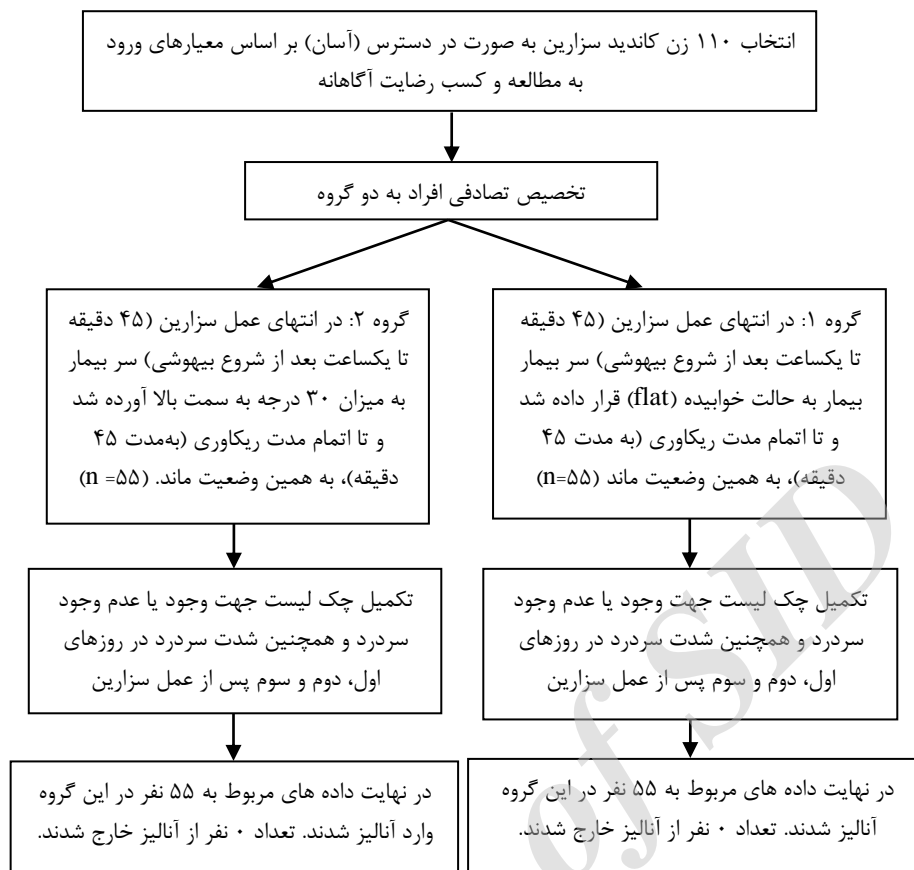 انتخاب ۱۱۰ زن کاندید سزارین به صورت در دسترس (آسان) بر اساس معیارهای ورود
به مطالعه و کسب رضایت آگاهانه
تخصیص تصادفی افراد به دو گروه
گروه ۱: در انتهای عمل سزارین (۴۵ دقیقه
تا یکساعت بعد از شروع بیهوشی) سر بیمار
بیمار به حالت خوابیده (flat) قرار داده شد
و تا اتمام مدت ریکاوری (به مدت ۴۵
دقیقه)، به همین وضعیت ماند (n=۵۵)
گروه ۲: در انتهای عمل سزارین (۴۵ دقیقه
تا یکساعت بعد از شروع بیهوشی) سر بیمار
به میزان ۳۰ درجه به سمت بالا آورده شد
و تا اتمام مدت ریکاوری (به‌مدت ۴۵
دقیقه)، به همین وضعیت ماند. (n =۵۵)
تکمیل چک لیست جهت وجود یا عدم وجود
سردرد و همچنین شدت سردرد در روزهای
اول، دوم و سوم پس از عمل سزارین
تکمیل چک لیست جهت وجود یا عدم وجود
سردرد و همچنین شدت سردرد در روزهای
اول، دوم و سوم پس از عمل سزارین
در نهایت داده های مربوط به ۵۵ نفر در این گروه
آنالیز شدند. تعداد ۰ نفر از آنالیز خارج شدند.
در نهایت داده های مربوط به ۵۵ نفر در این گروه
وارد آنالیز شدند. تعداد ۰ نفر از آنالیز خارج شدند.
of SID